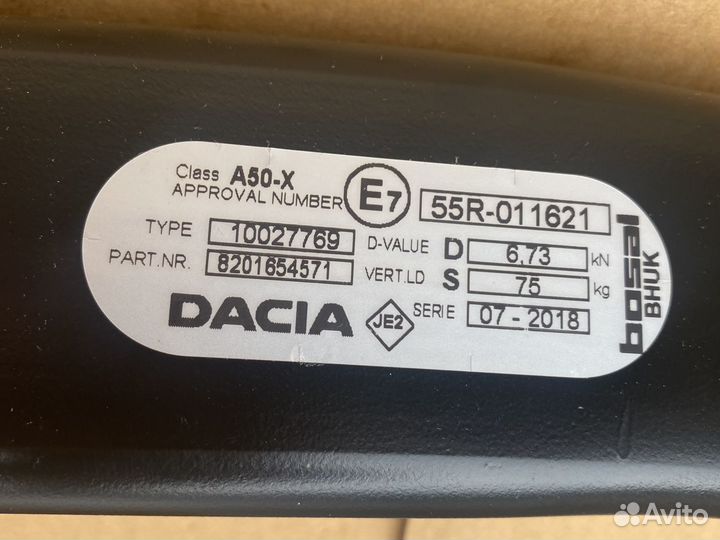 Class A50-X
APPROVAL NUMBER E7 55R-011621
TYPE 10027769 D-VALUE D 6,73 kN
PART.NR. 8201654571 VERT.LD S 75 kg
DACIA JE2 SERIE 07-2018
bosal
BHUK
Avito